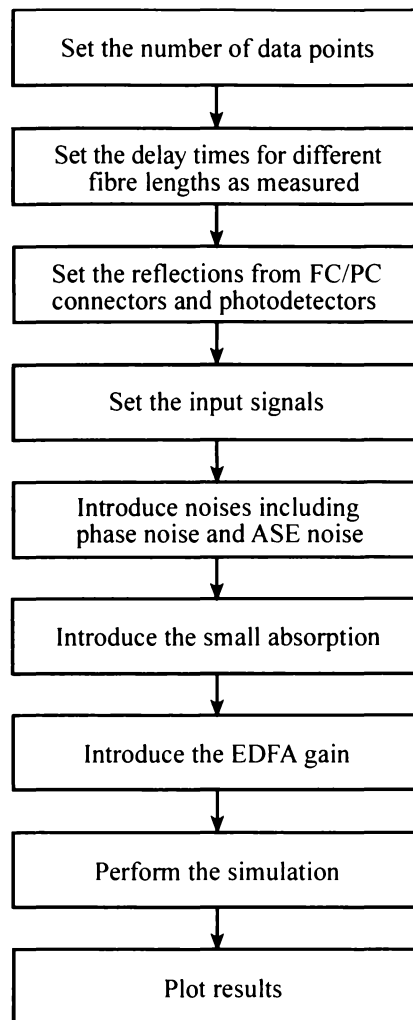 Set the number of data points
Set the delay times for different
fibre lengths as measured
Set the reflections from FC/PC
connectors and photodetectors
Set the input signals
Introduce noises including
phase noise and ASE noise
Introduce the small absorption
Introduce the EDFA gain
Perform the simulation
Plot results